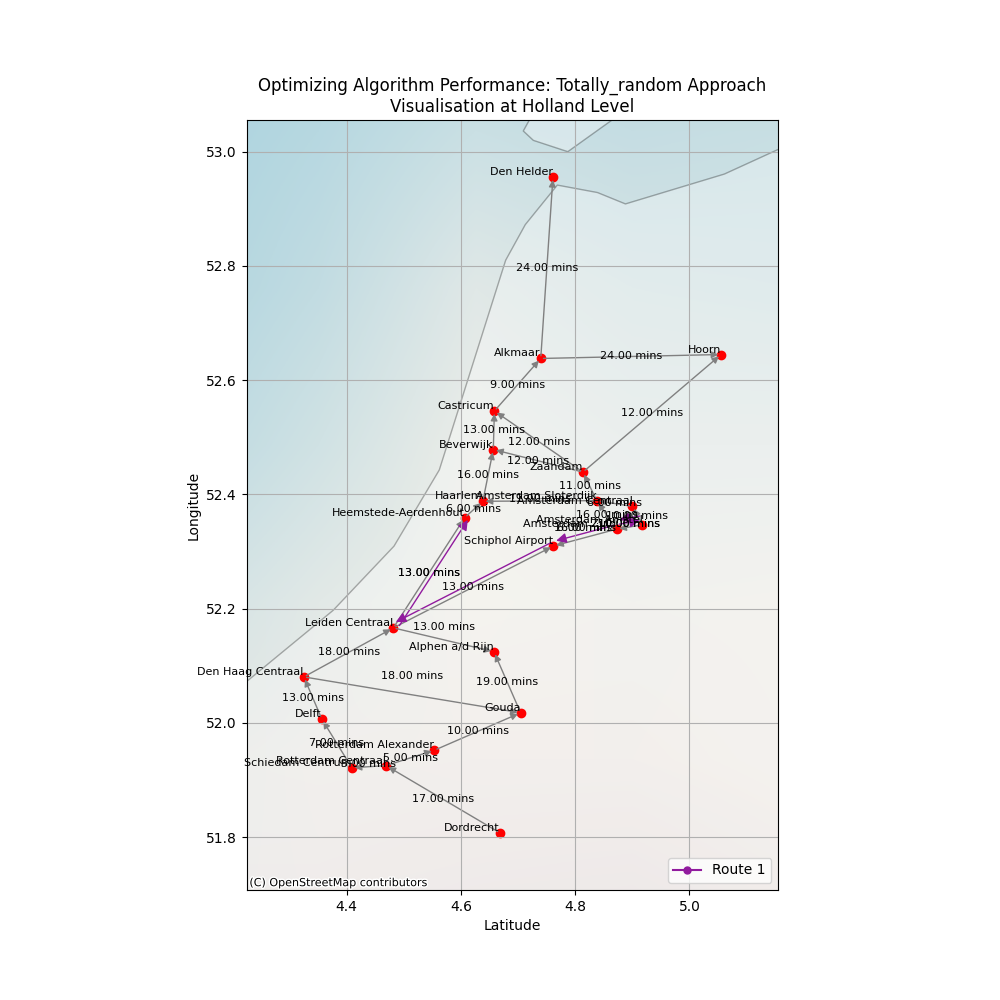 Optimizing Algorithm Performance: Totally_random Approach
Visualisation at Holland Level
53.0
Den Helder
52.8
24.00 mins
Alkmaar
Hoorn
24.00 mins
52.6
9.00 mins
Castricum
12.00 mins
13.00 mins
Beverwijk
12.00 mins
12.00 mins
Zaandam
16.00 mins
11.00 mins
52.4
Haarlem
Amsterdam Sloterdijk
6.00 mins
Heemstede-Aerdenhout
16.00 mins
Schiphol Airport
13.00 mins
13.00 mins
52.2
Leiden Centraal
13.00 mins
Alphen a/d Rijn
18.00 mins
Den Haag Centraal
18.00 mins
19.00 mins
13.00 mins
Delft
Gouda
52.0
10.00 mins
7.00 mins
Rotterdam Alexander
5.00 mins
Rotterdam Centraal
Schiedam Centrum
17.00 mins
Dordrecht
51.8
Longitude
Route 1
(C) OpenStreetMap contributors
4.4
4.6
4.8
5.0
Latitude